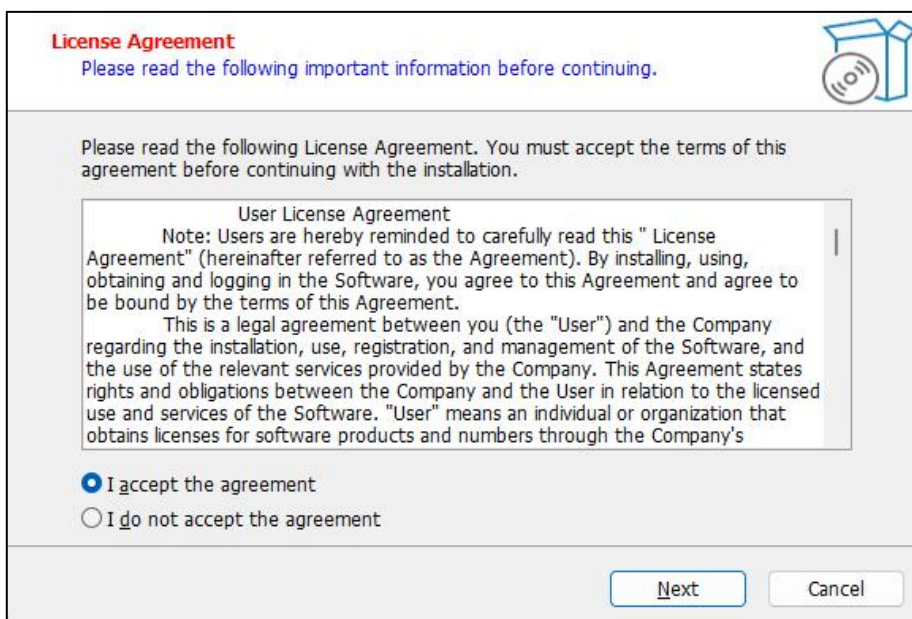 License Agreement
Please read the following important information before continuing.
Please read the following License Agreement. You must accept the terms of this
agreement before continuing with the installation.
User License Agreement
Note: Users are hereby reminded to carefully read this " License
Agreement" (hereinafter referred to as the Agreement). By installing, using,
obtaining and logging in the Software, you agree to this Agreement and agree to
be bound by the terms of this Agreement.
This is a legal agreement between you (the "User") and the Company
regarding the installation, use, registration, and management of the Software, and
the use of the relevant services provided by the Company. This Agreement states
rights and obligations between the Company and the User in relation to the licensed
use and services of the Software. "User" means an individual or organization that
obtains licenses for software products and numbers through the Company's
I accept the agreement
I do not accept the agreement
Next Cancel